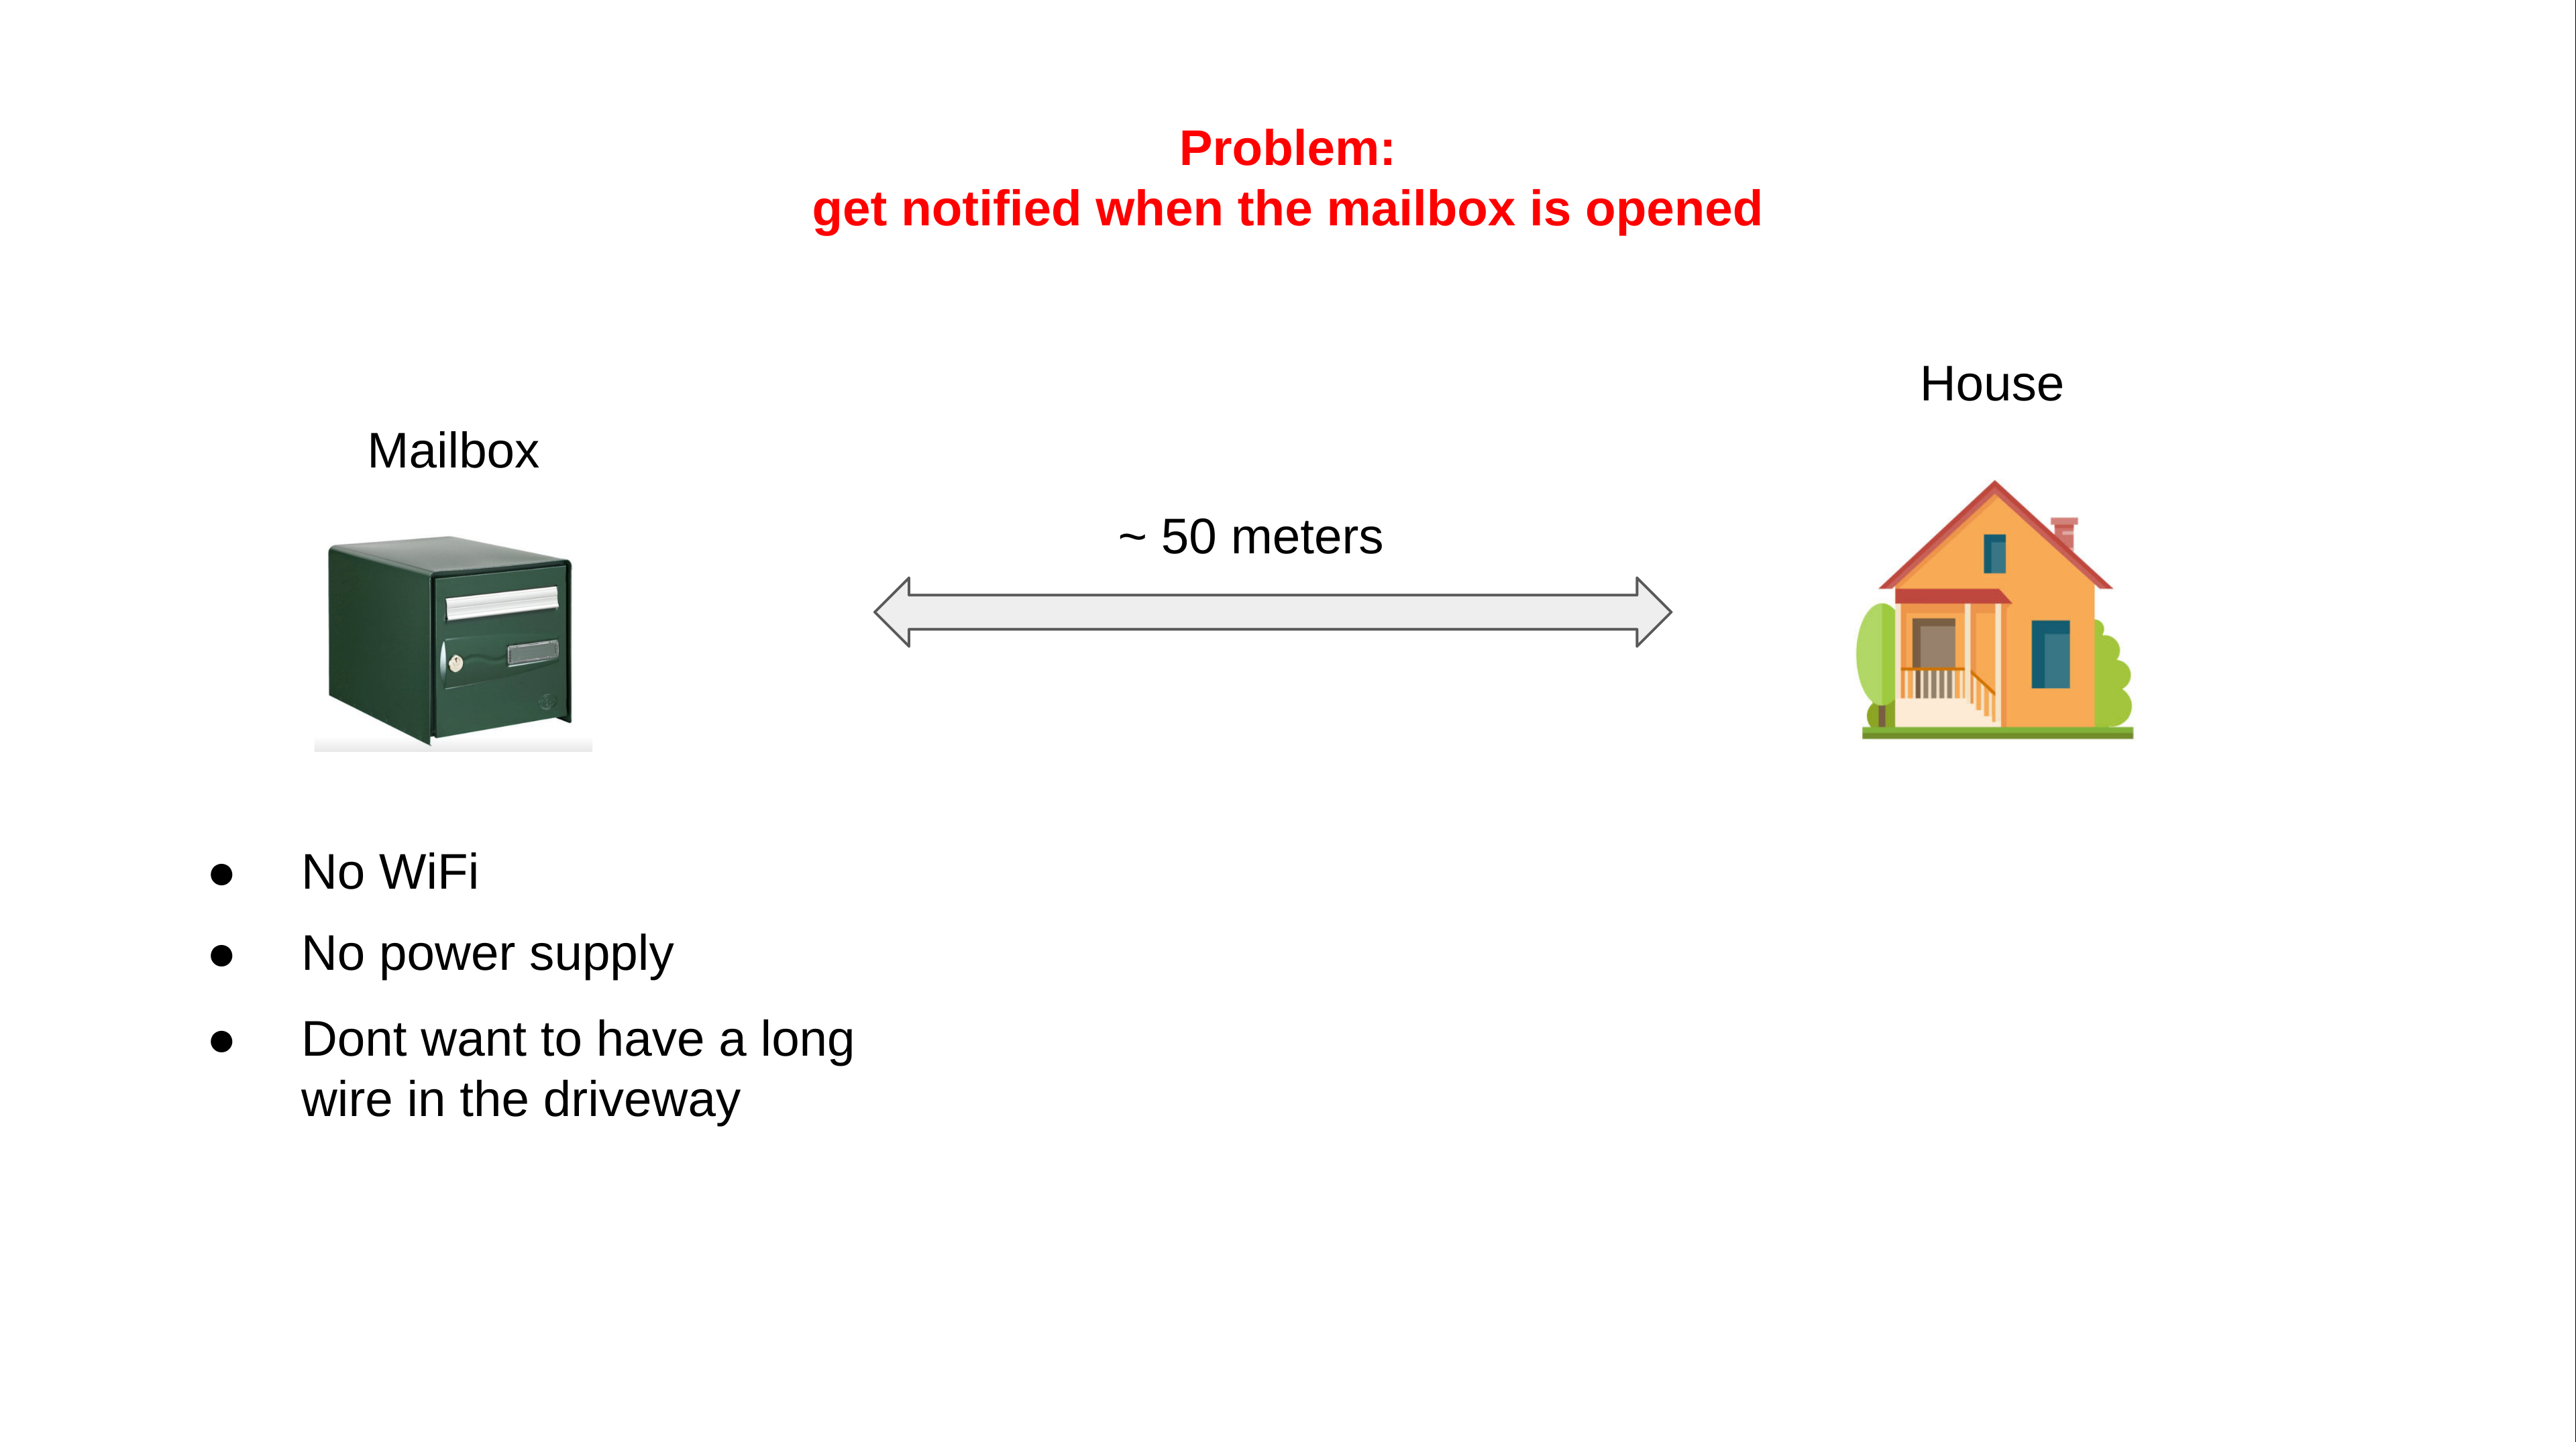 Problem:
get notified when the mailbox is opened
House
Mailbox
~ 50 meters
● No WiFi
● No power supply
● Dont want to have a long
wire in the driveway